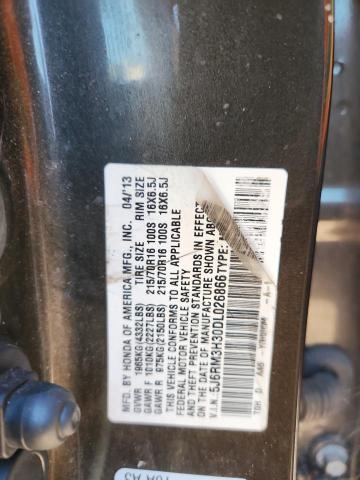 MFD. BY HONDA OF AMERICA MFG., INC. 04/13
GVWR 1965KG(4332LBS) TIRE SIZE RIM SIZE
GAWR F 1010KG(2227LBS) 215/70R16 100S 16X6.5J
GAWR R 975KG(2150LBS) 215/70R16 100S 16X6.5J
THIS VEHICLE CONFORMS TO ALL APPLICABLE
FEDERAL MOTOR VEHICLE SAFETY
AND THEFT PREVENTION STANDARDS IN EFFECT
ON THE DATE OF MANUFACTURE SHOWN ABO
V.I.N.: 5J6RM3H30DL026866 TYPE: